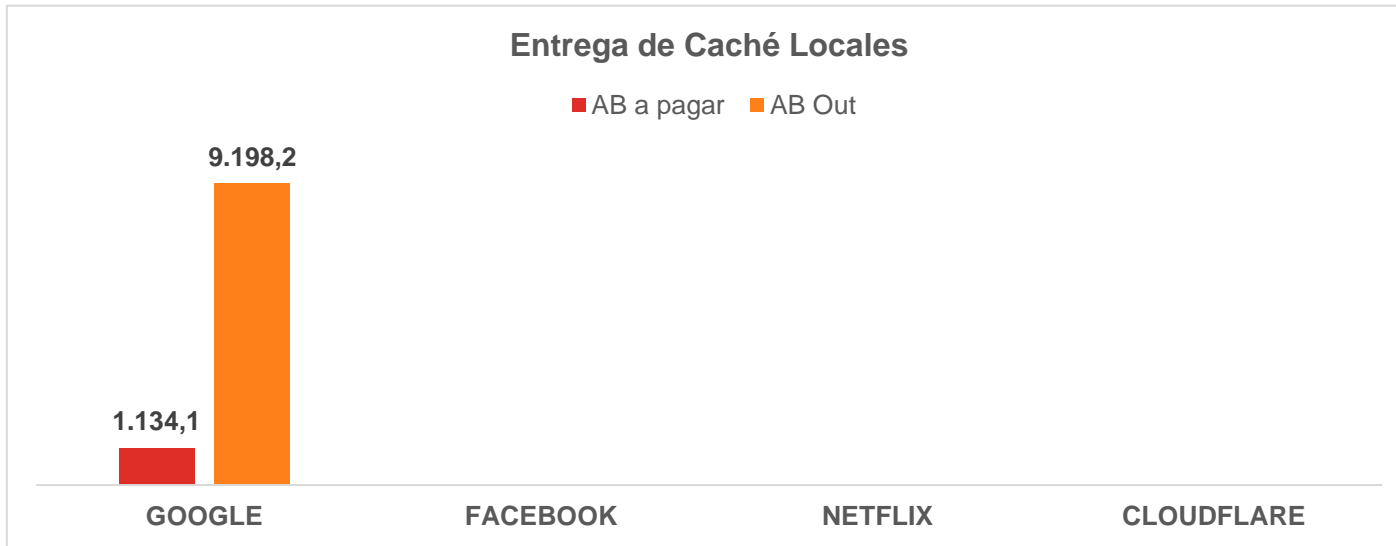 Entrega de Caché Locales
AB a pagar AB Out
9.198,2
1.134,1
GOOGLE FACEBOOK NETFLIX CLOUDFLARE